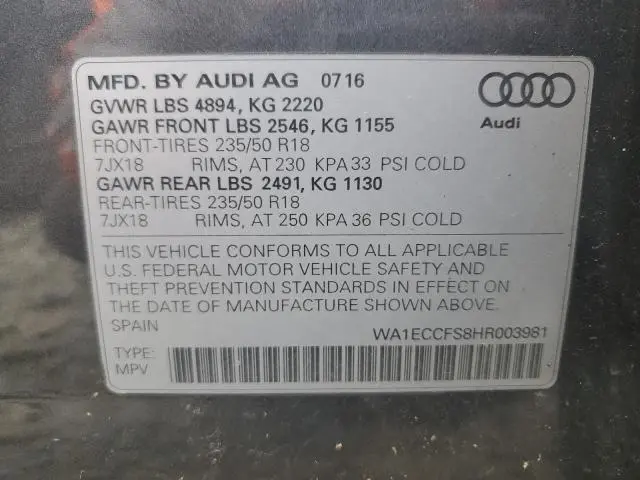 MFD. BY AUDI AG 0716
GVWR LBS 4894, KG 2220
GAWR FRONT LBS 2546, KG 1155
FRONT-TIRES 235/50 R18
7JX18 RIMS, AT 230 KPA 33 PSI COLD
GAWR REAR LBS 2491, KG 1130
REAR-TIRES 235/50 R18
7JX18 RIMS, AT 250 KPA 36 PSI COLD
Audi
THIS VEHICLE CONFORMS TO ALL APPLICABLE
U.S. FEDERAL MOTOR VEHICLE SAFETY AND
THEFT PREVENTION STANDARDS IN EFFECT ON
THE DATE OF MANUFACTURE SHOWN ABOVE.
SPAIN WA1ECCFS8HR003981
TYPE:
MPV